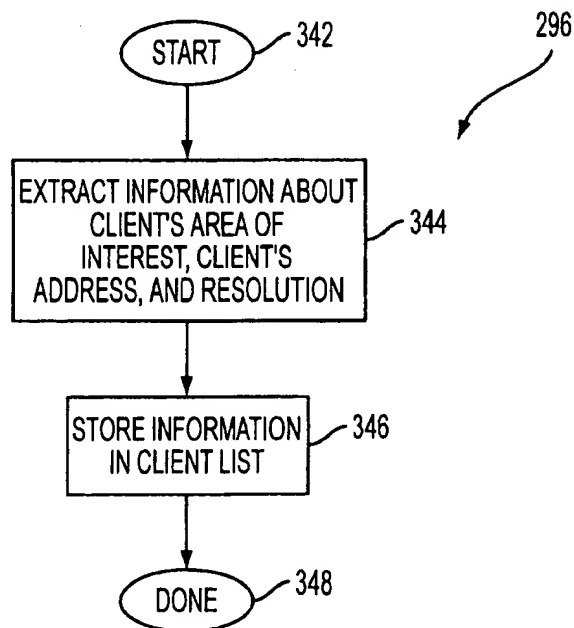 START
342
296
EXTRACT INFORMATION ABOUT
CLIENT'S AREA OF
INTEREST, CLIENT'S
ADDRESS, AND RESOLUTION
344
STORE INFORMATION
IN CLIENT LIST
346
DONE
348